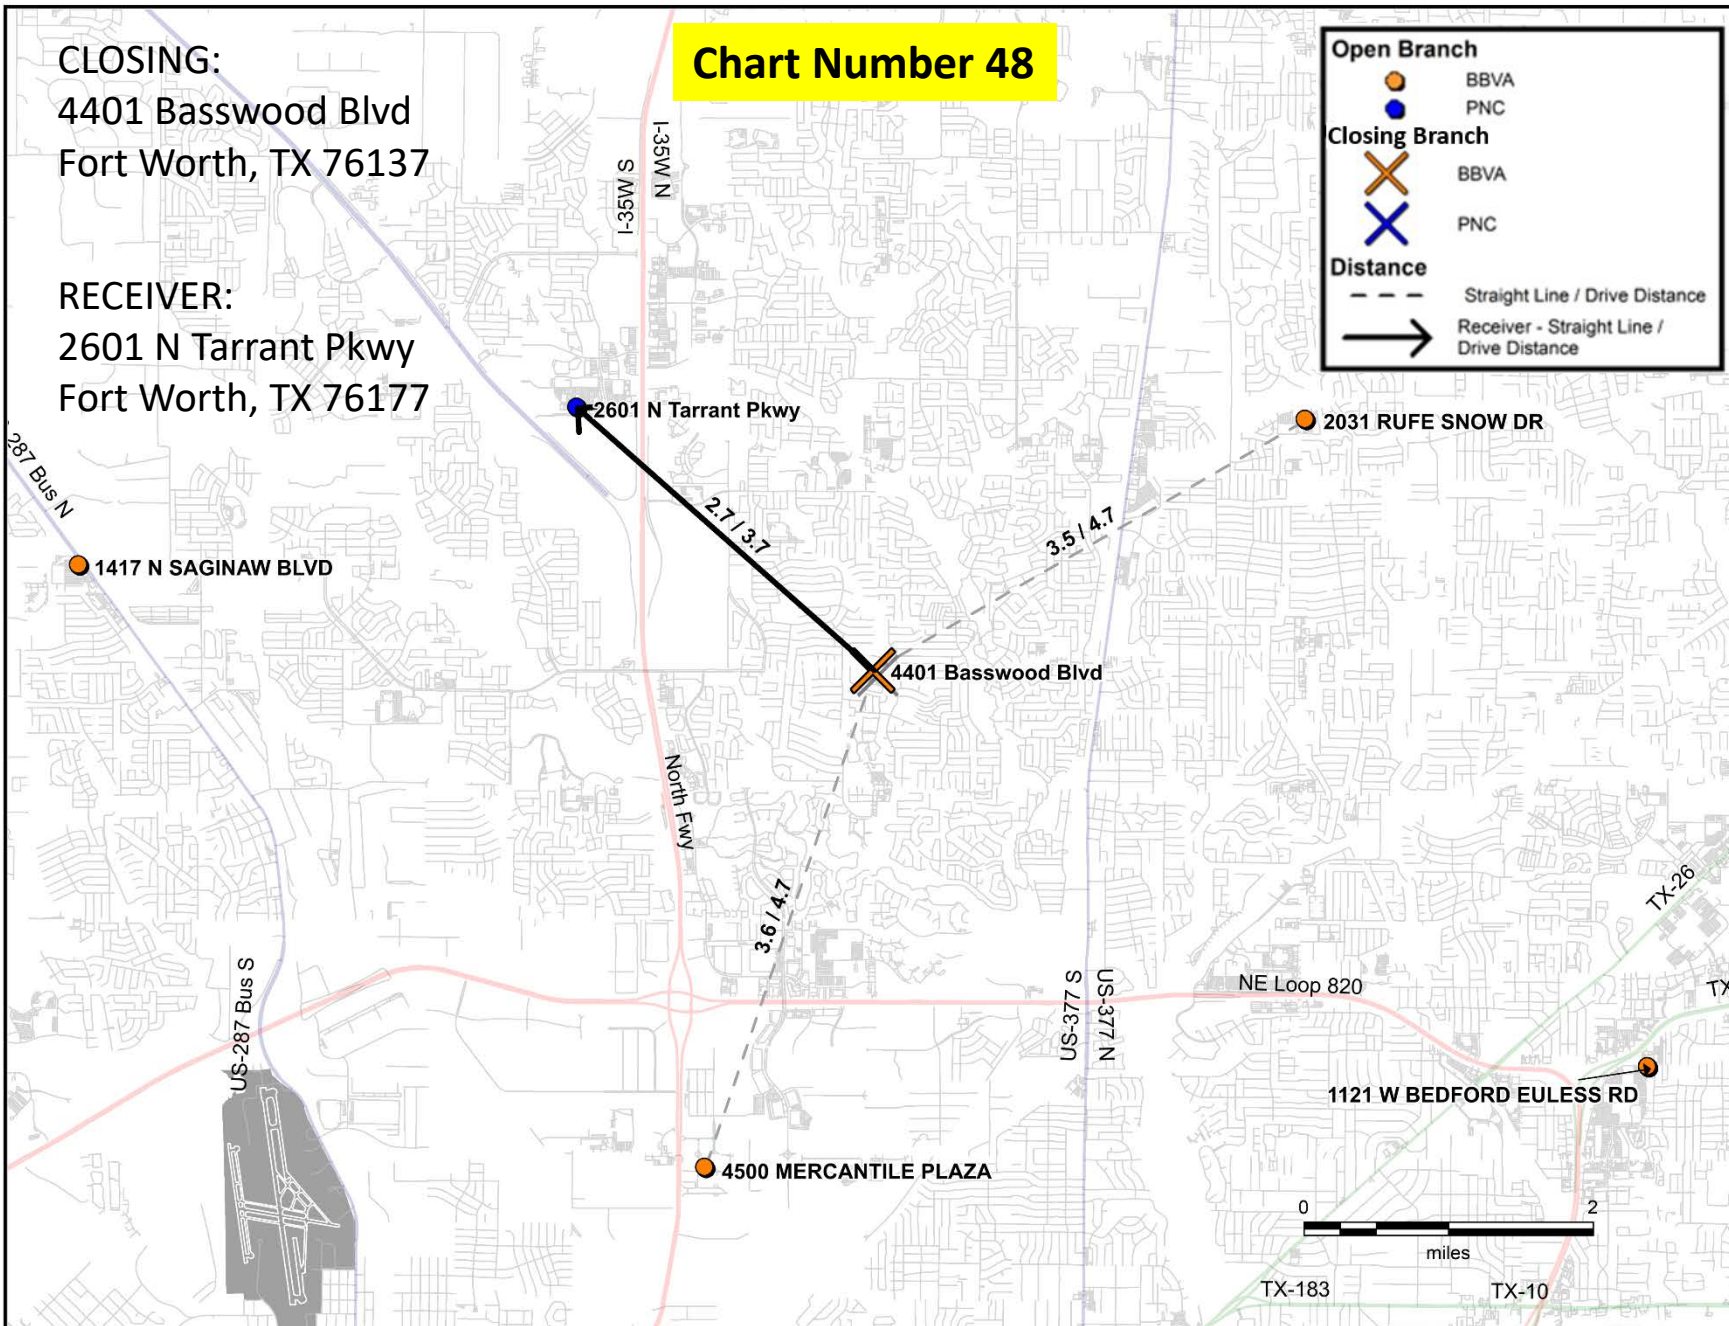 CLOSING:
4401 Basswood Blvd
Fort Worth, TX 76137
RECEIVER:
2601 N Tarrant Pkwy
Fort Worth, TX 76177
Chart Number 48
Open Branch
BBVA
PNC
Closing Branch
BBVA
PNC
Distance
Straight Line / Drive Distance
Receiver - Straight Line /
Drive Distance
I-35W S
I-35W N
2601 N Tarrant Pkwy
2031 RUFE SNOW DR
287 Bus N
2.7 / 3.7
3.5 / 4.7
1417 N SAGINAW BLVD
4401 Basswood Blvd
North Fwy
3.6 / 4.7
TX-26
US-287 Bus S
US-377 S
US-377 N
NE Loop 820
TX
1121 W BEDFORD EULESS RD
4500 MERCANTILE PLAZA
0 2
miles
TX-183
TX-10